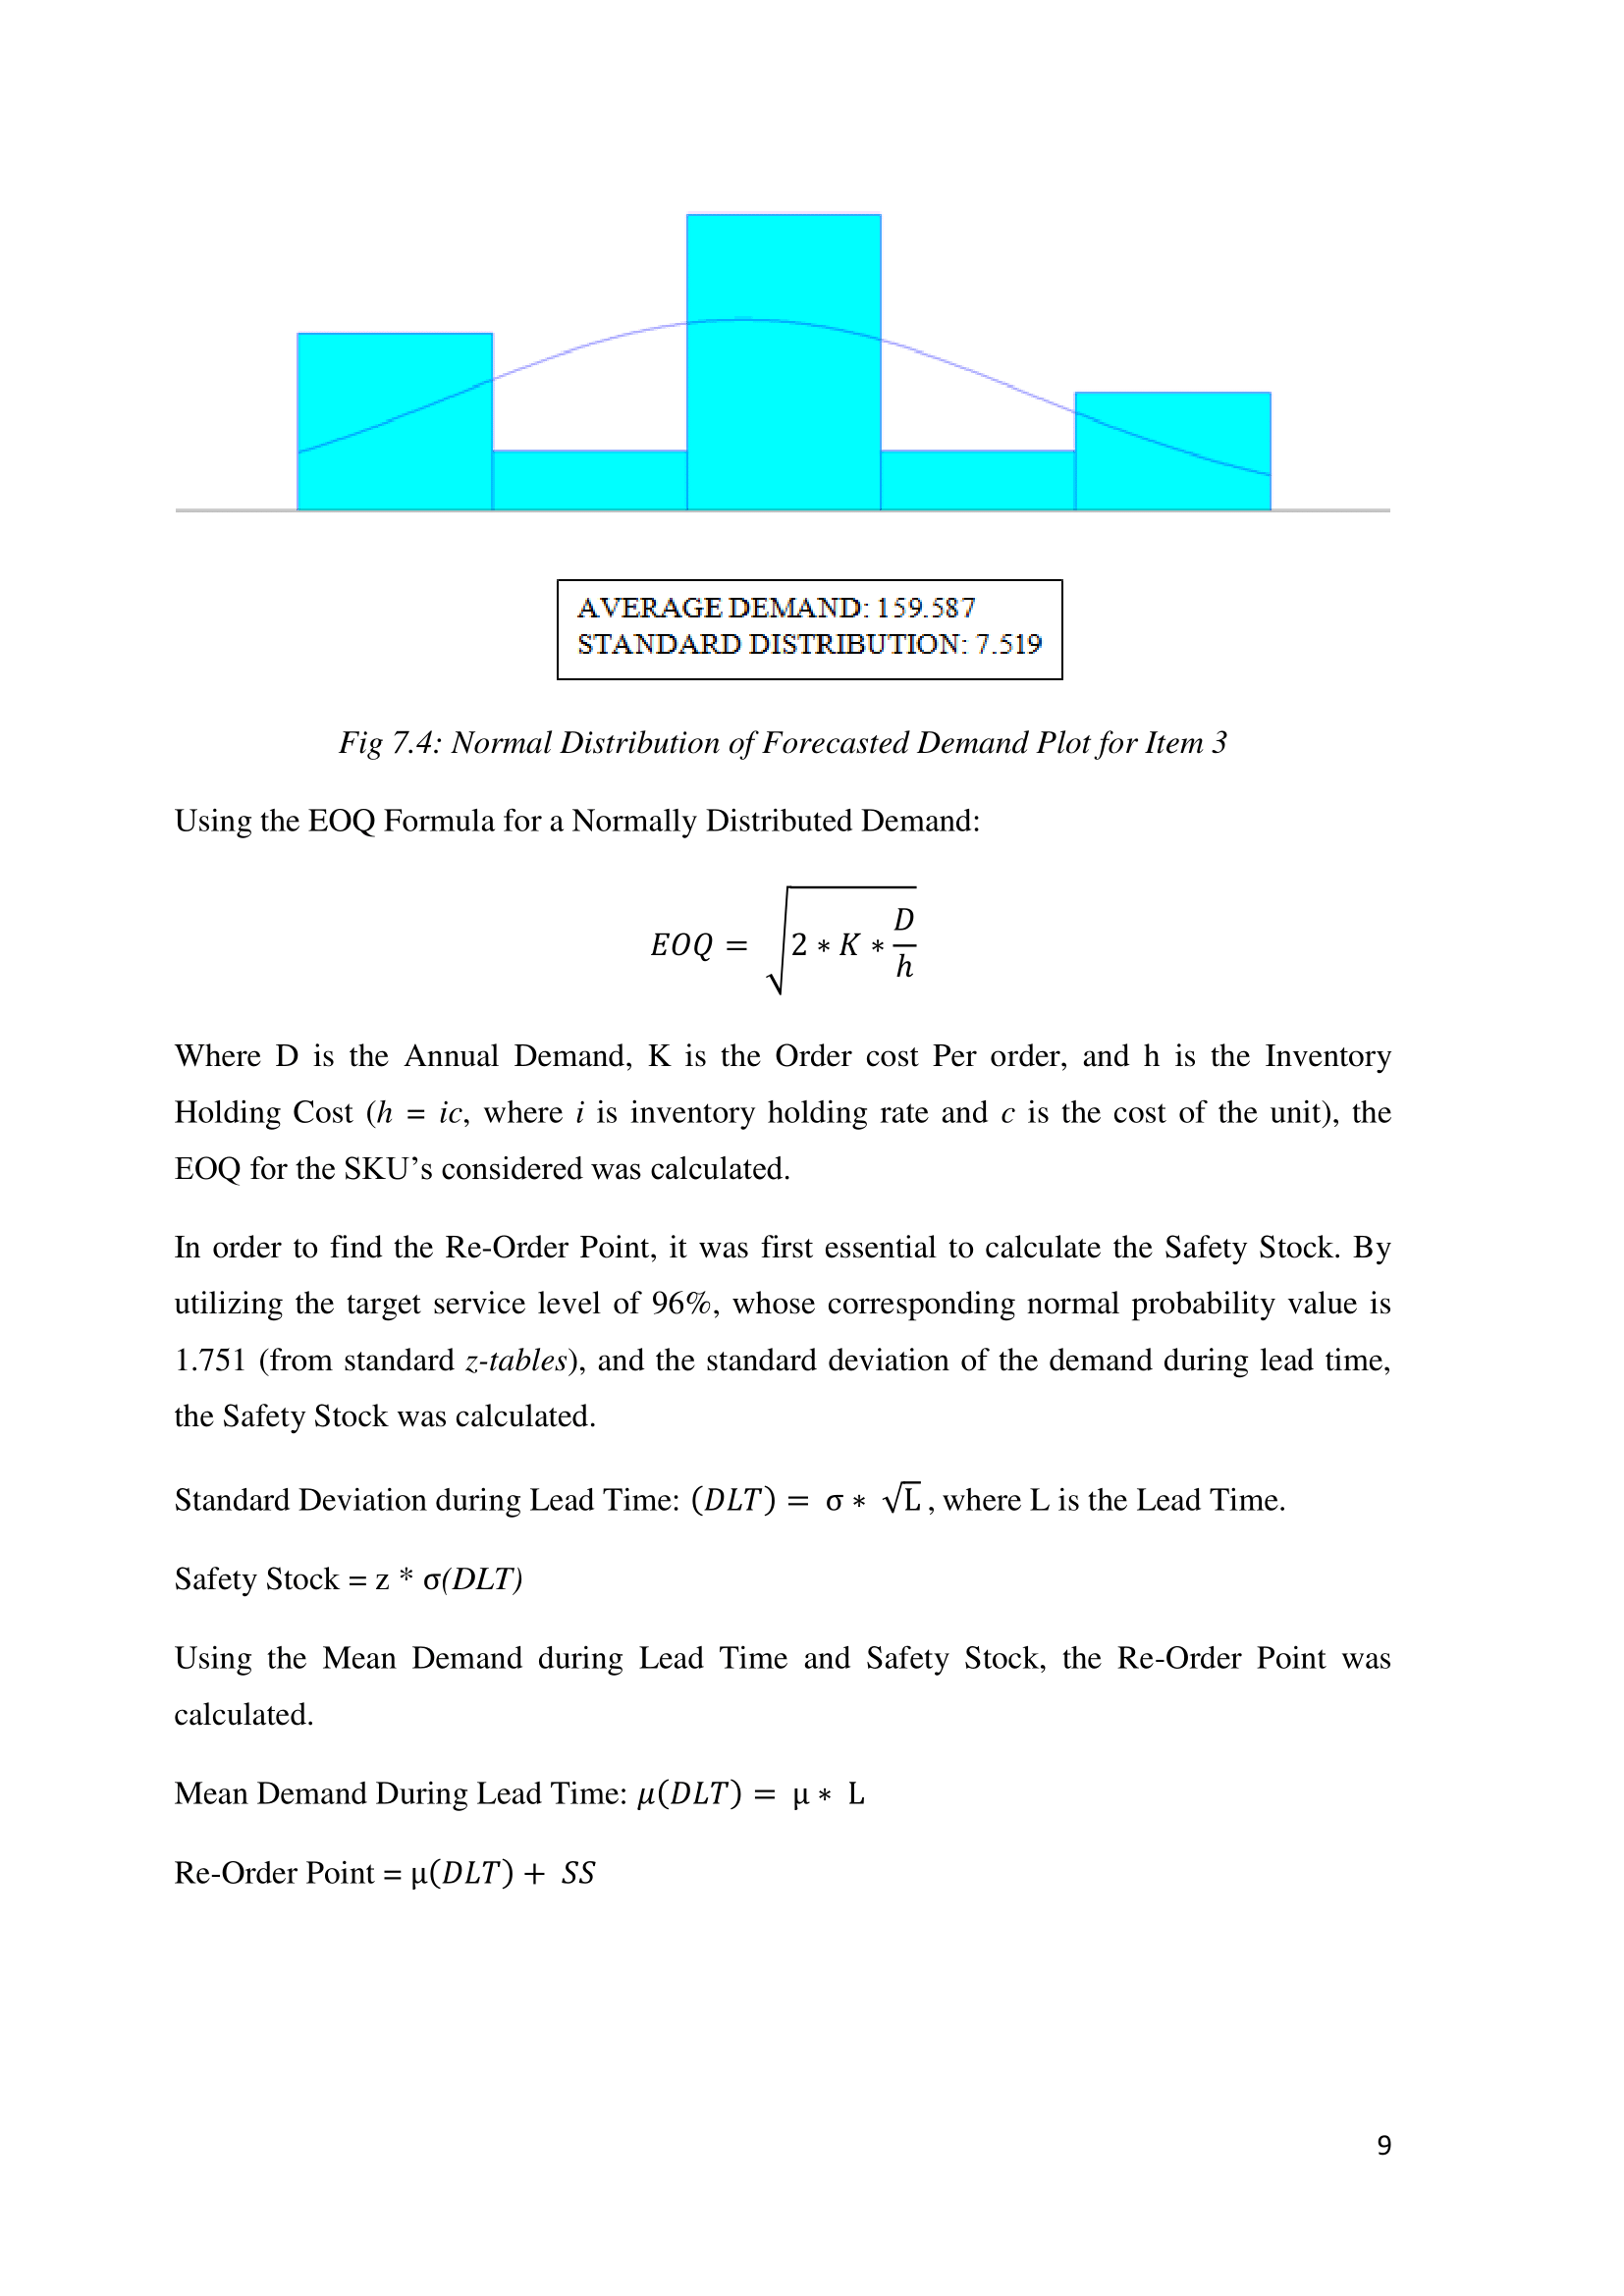 AVERAGE DEMAND: 159.587
STANDARD DISTRIBUTION: 7.519
Fig 7.4: Normal Distribution of Forecasted Demand Plot for Item 3
Using the EOQ Formula for a Normally Distributed Demand:
EOQ = √(2 ∗ K ∗ D/h)
Where D is the Annual Demand, K is the Order cost Per order, and h is the Inventory
Holding Cost (h = ic, where i is inventory holding rate and c is the cost of the unit), the
EOQ for the SKU’s considered was calculated.
In order to find the Re-Order Point, it was first essential to calculate the Safety Stock. By
utilizing the target service level of 96%, whose corresponding normal probability value is
1.751 (from standard z-tables), and the standard deviation of the demand during lead time,
the Safety Stock was calculated.
Standard Deviation during Lead Time: (DLT) = σ ∗ √L , where L is the Lead Time.
Safety Stock = z * σ(DLT)
Using the Mean Demand during Lead Time and Safety Stock, the Re-Order Point was
calculated.
Mean Demand During Lead Time: μ(DLT) = μ ∗ L
Re-Order Point = μ(DLT) + SS
9